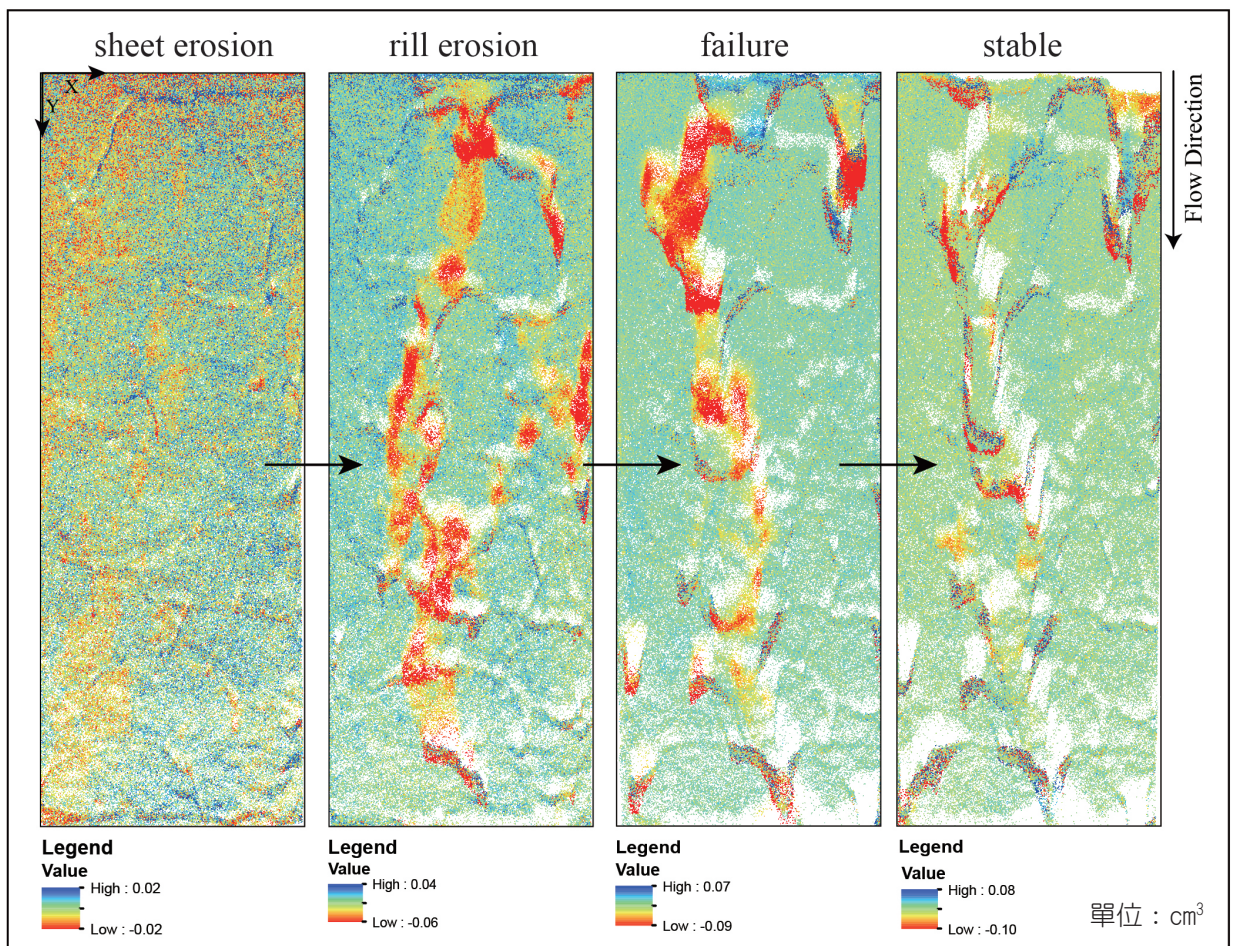 sheet erosion
rill erosion
failure
stable
X
Y
Flow Direction
Legend
Value
High : 0.02
Low : -0.02
Legend
Value
High : 0.04
Low : -0.06
Legend
Value
High : 0.07
Low : -0.09
Legend
Value
High : 0.08
Low : -0.10
單位：cm³